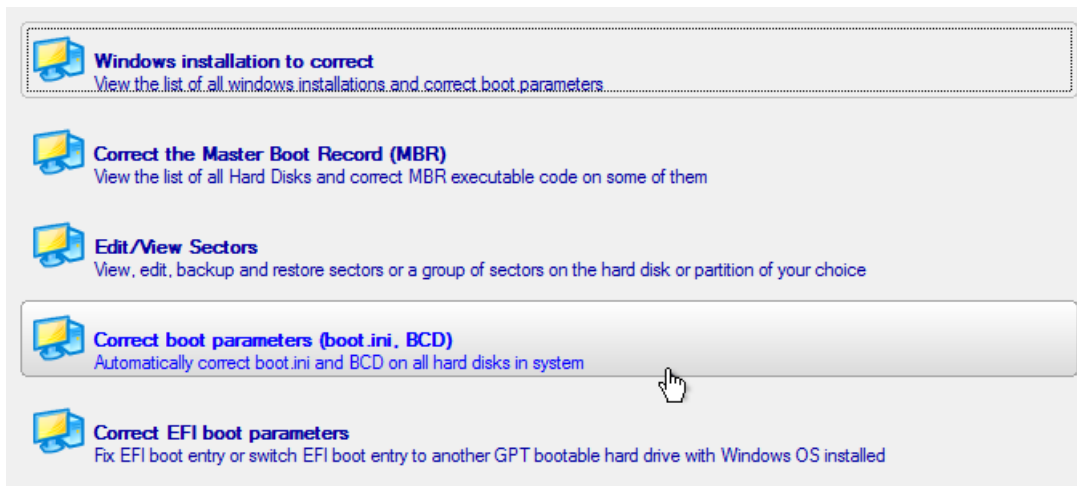 Windows installation to correct
View the list of all windows installations and correct boot parameters
Correct the Master Boot Record (MBR)
View the list of all Hard Disks and correct MBR executable code on some of them
Edit/View Sectors
View, edit, backup and restore sectors or a group of sectors on the hard disk or partition of your choice
Correct boot parameters (boot.ini, BCD)
Automatically correct boot.ini and BCD on all hard disks in system
Correct EFI boot parameters
Fix EFI boot entry or switch EFI boot entry to another GPT bootable hard drive with Windows OS installed